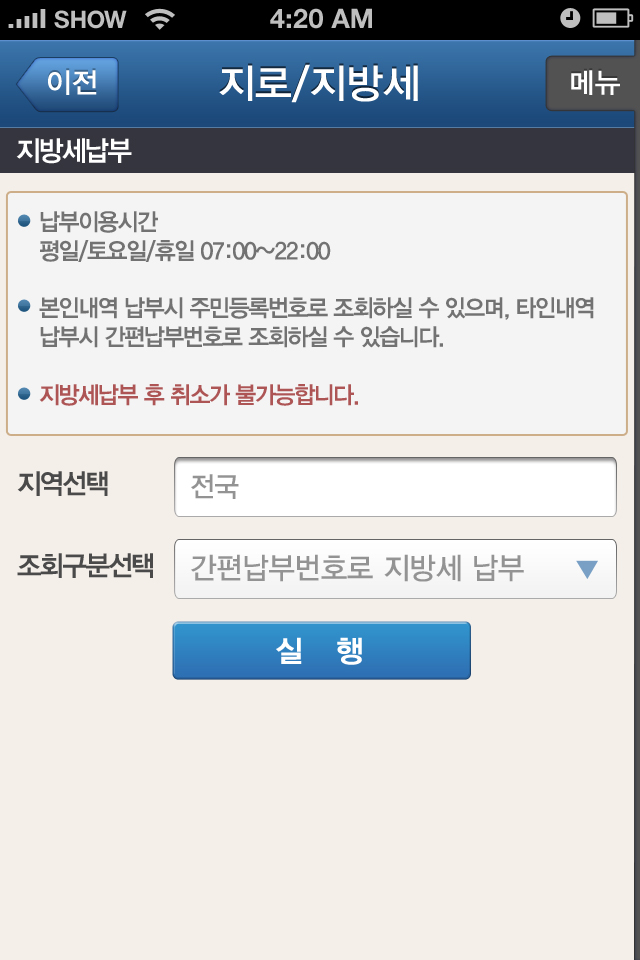 SHOW 4:20 AM
이전 지로/지방세 메뉴
지방세납부
납부이용시간
평일/토요일/휴일 07:00~22:00
본인내역 납부시 주민등록번호로 조회하실 수 있으며, 타인내역
납부시 간편납부번호로 조회하실 수 있습니다.
지방세납부 후 취소가 불가능합니다.
지역선택 전국
조회구분선택 간편납부번호로 지방세 납부
실 행